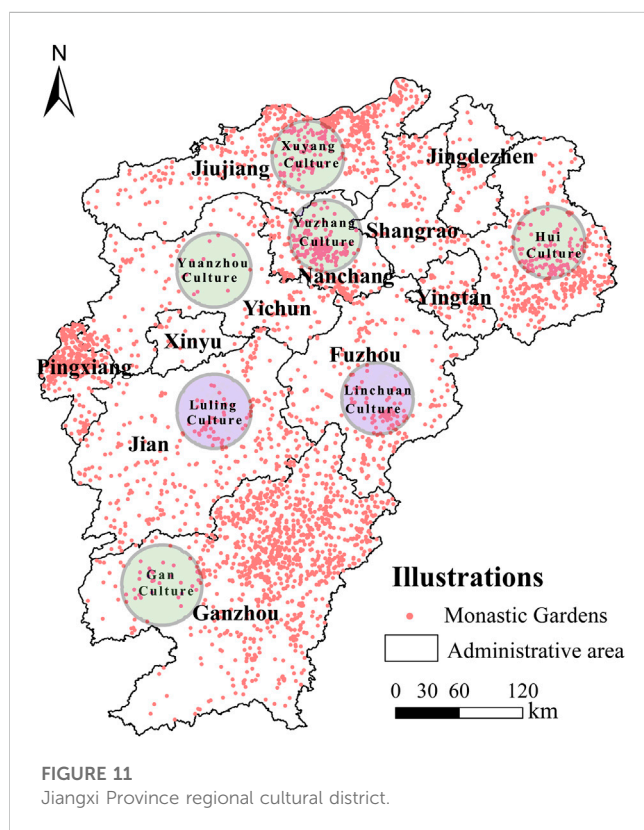 N
Xuyang
Culture
Jiujiang
Jingdezhen
Yuzhang
Culture
Shangrao
Hui
Culture
Nanchang
Yuanzhou
Culture
Yingtan
Yichun
Xinyu
Fuzhou
Pingxiang
Linchuan
Culture
Luling
Culture
Jian
Gan
Culture
Ganzhou
Illustrations
Monastic Gardens
Administrative area
0 30 60 120
km
FIGURE 11
Jiangxi Province regional cultural district.